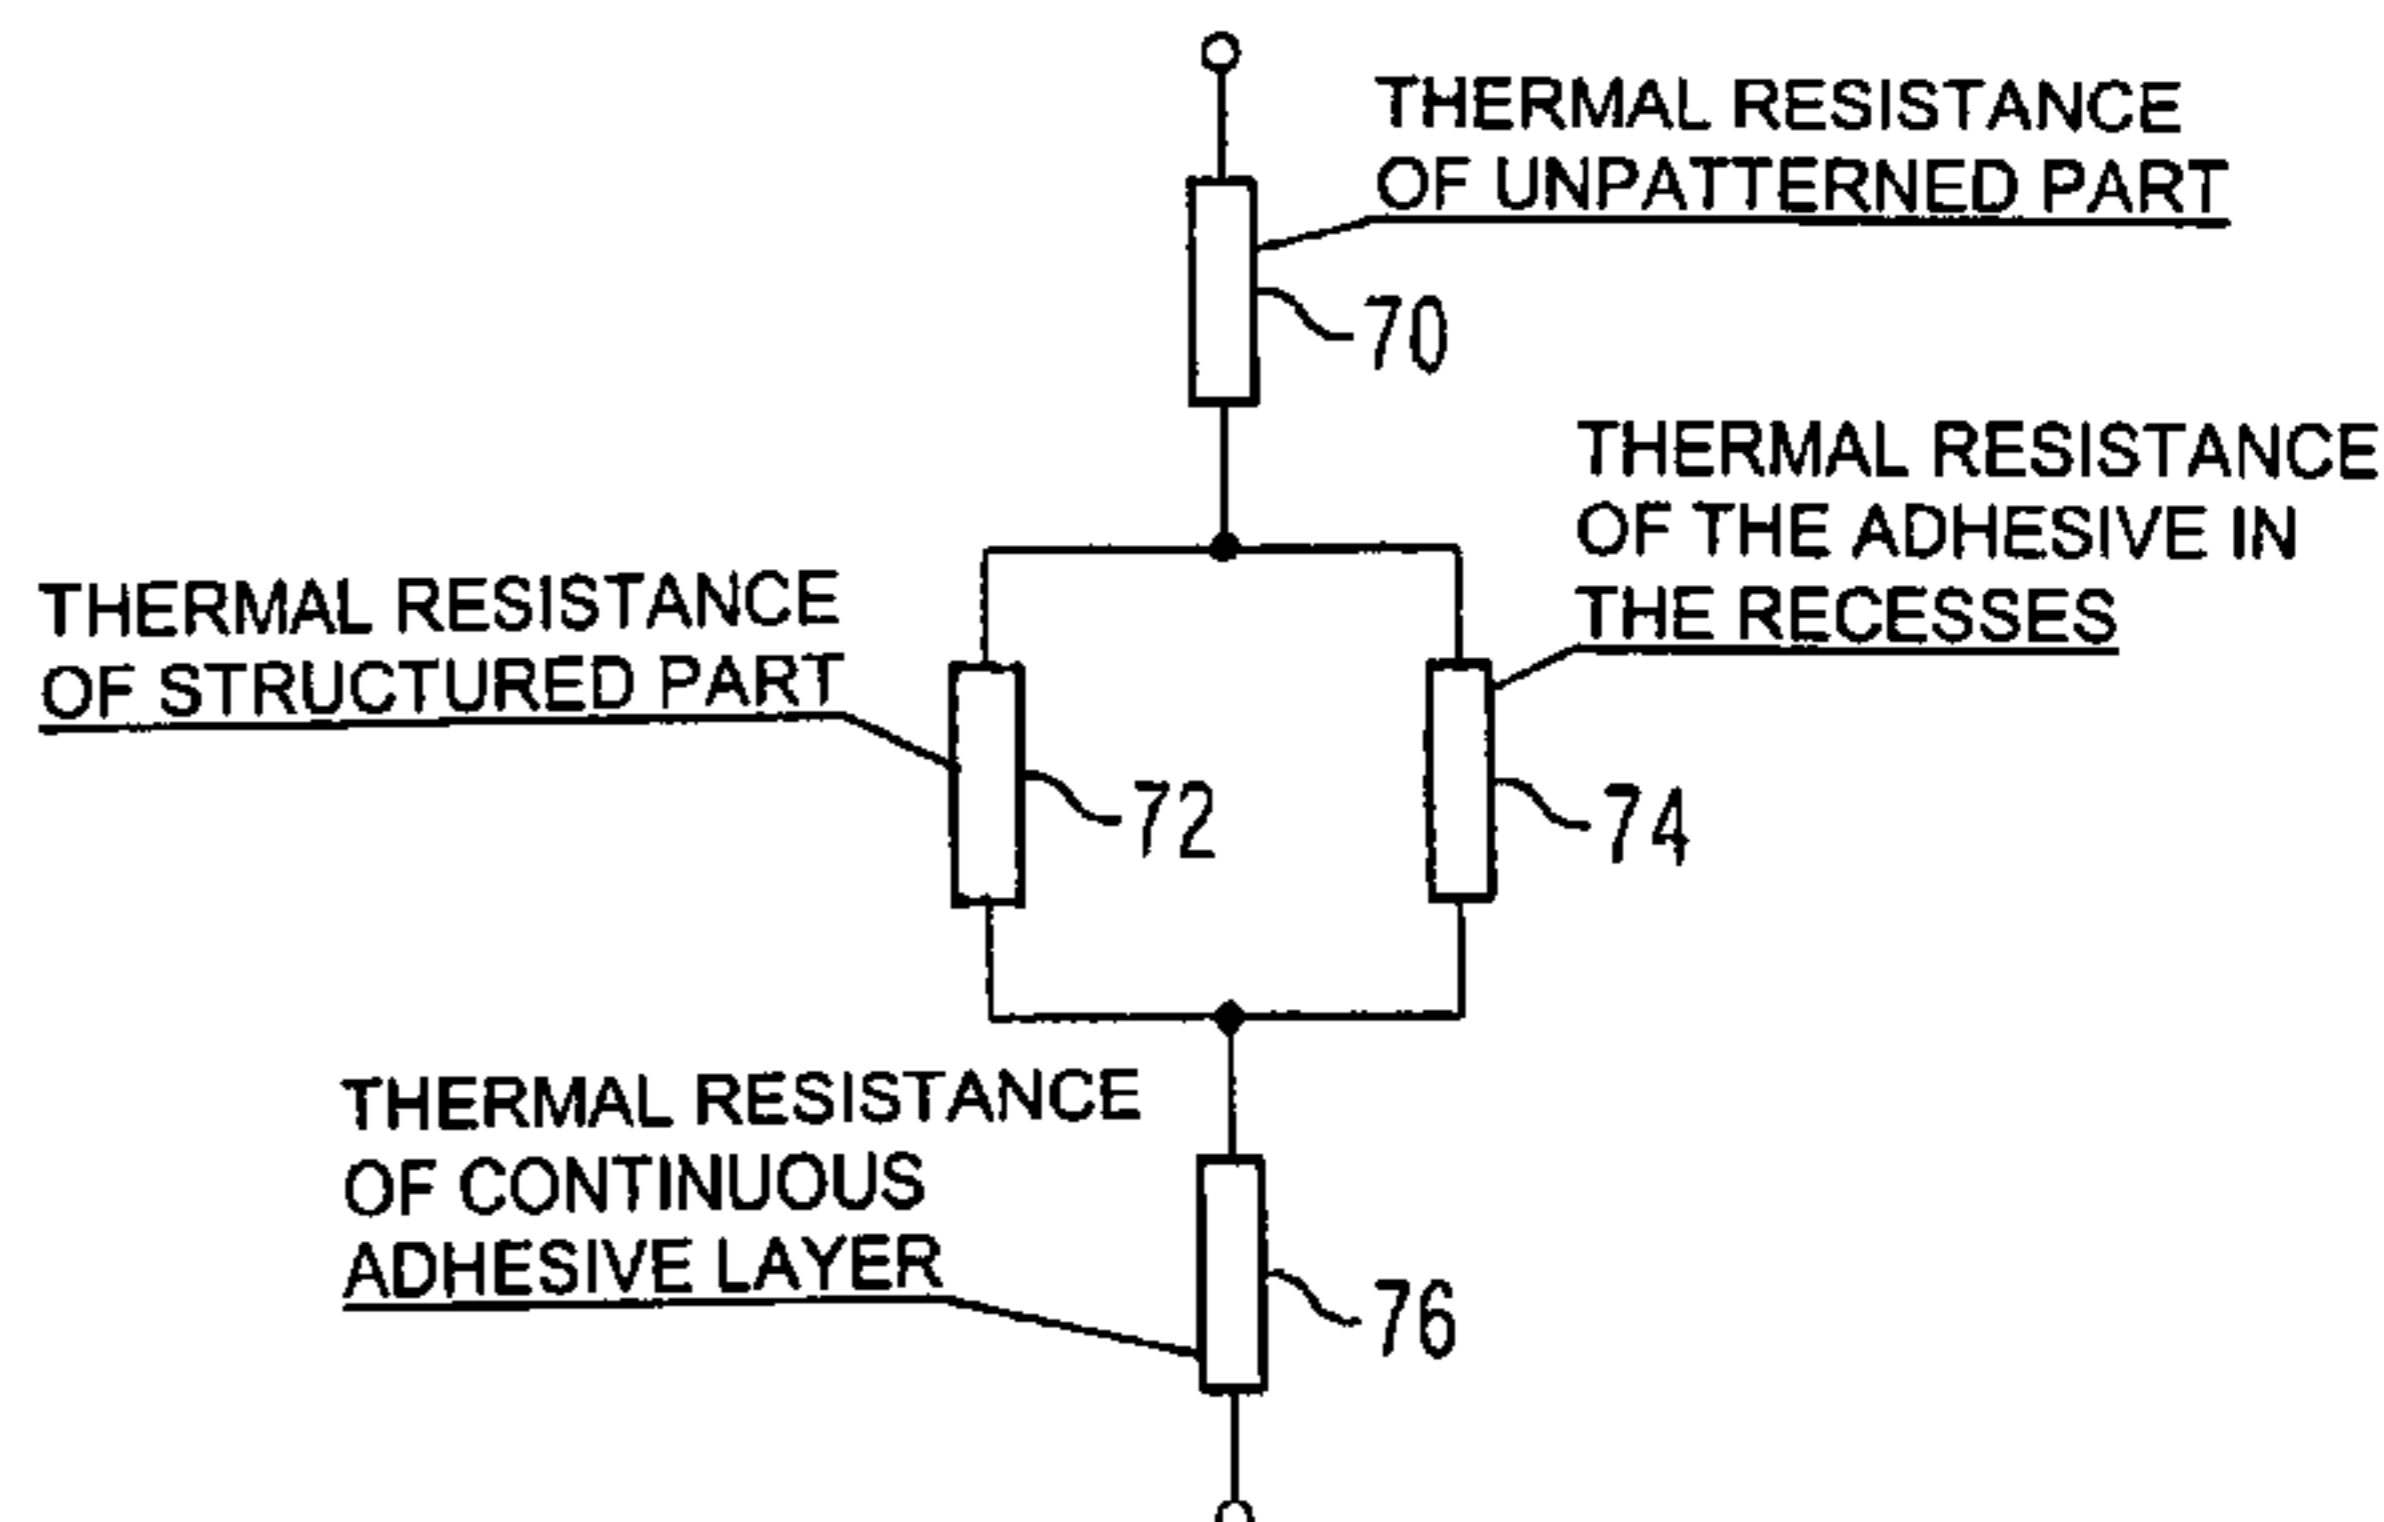 THERMAL RESISTANCE
OF UNPATTERNED PART
70
THERMAL RESISTANCE
OF THE ADHESIVE IN
THE RECESSES
THERMAL RESISTANCE
OF STRUCTURED PART
72
74
THERMAL RESISTANCE
OF CONTINUOUS
ADHESIVE LAYER
76